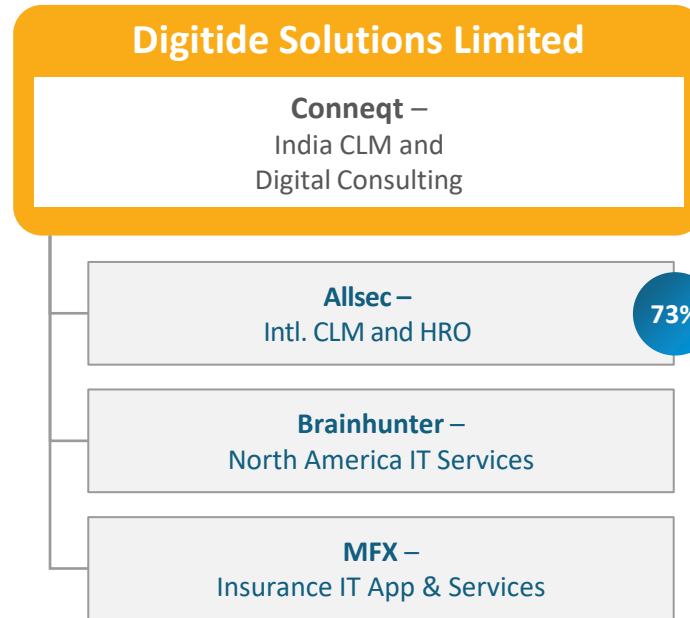 Digitide Solutions Limited
Conneqt –
India CLM and
Digital Consulting
Allsec –
Intl. CLM and HRO
73%
Brainhunter –
North America IT Services
MFX –
Insurance IT App & Services